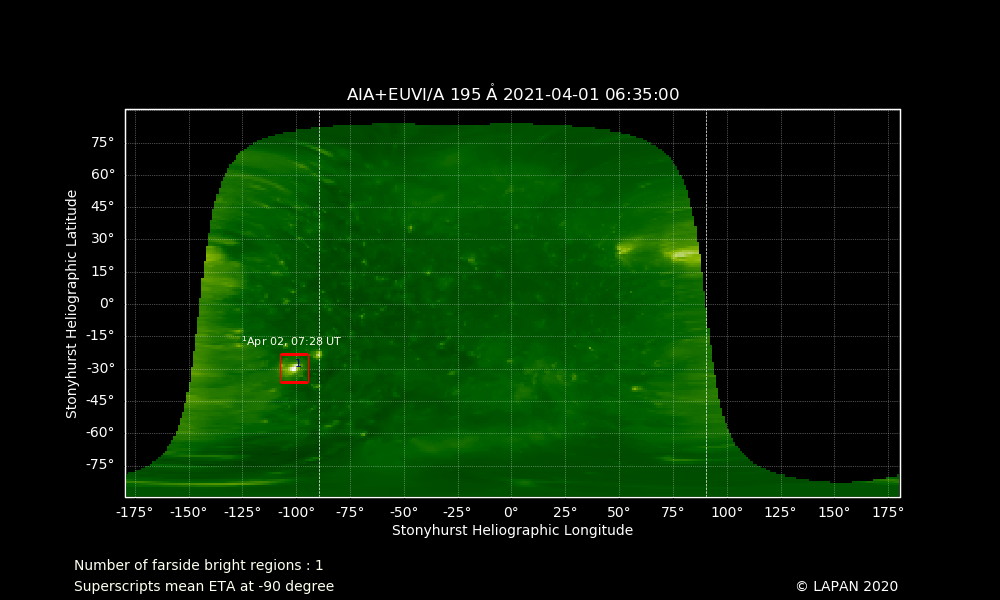 AIA+EUVI/A 195 Å 2021-04-01 06:35:00
Stonyhurst Heliographic Latitude
75°
60°
45°
30°
15°
0°
-15°
-30°
-45°
-60°
-75°
¹Apr 02, 07:28 UT
1
-175° -150° -125° -100° -75° -50° -25° 0° 25° 50° 75° 100° 125° 150° 175°
Stonyhurst Heliographic Longitude
Number of farside bright regions : 1
Superscripts mean ETA at -90 degree
© LAPAN 2020